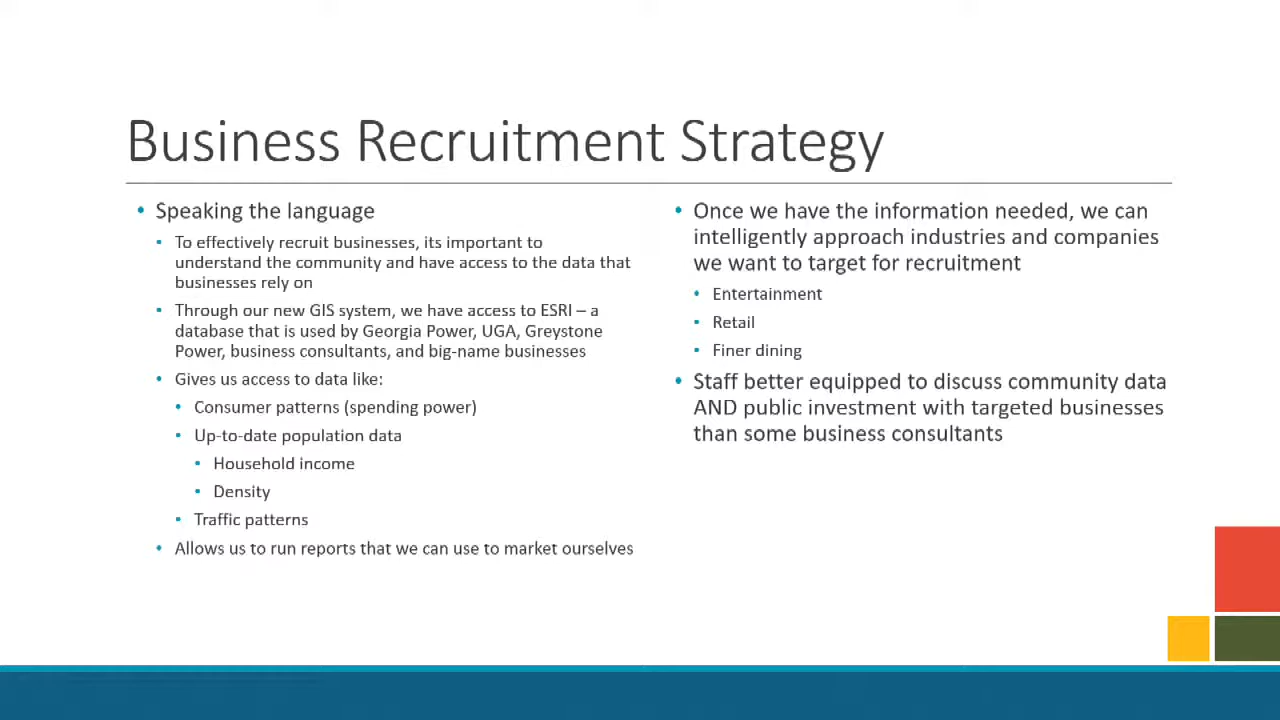 Business Recruitment Strategy
• Speaking the language
• To effectively recruit businesses, its important to
understand the community and have access to the data that
businesses rely on
• Through our new GIS system, we have access to ESRI – a
database that is used by Georgia Power, UGA, Greystone
Power, business consultants, and big-name businesses
• Gives us access to data like:
• Consumer patterns (spending power)
• Up-to-date population data
• Household income
• Density
• Traffic patterns
• Allows us to run reports that we can use to market ourselves
• Once we have the information needed, we can
intelligently approach industries and companies
we want to target for recruitment
• Entertainment
• Retail
• Finer dining
• Staff better equipped to discuss community data
AND public investment with targeted businesses
than some business consultants